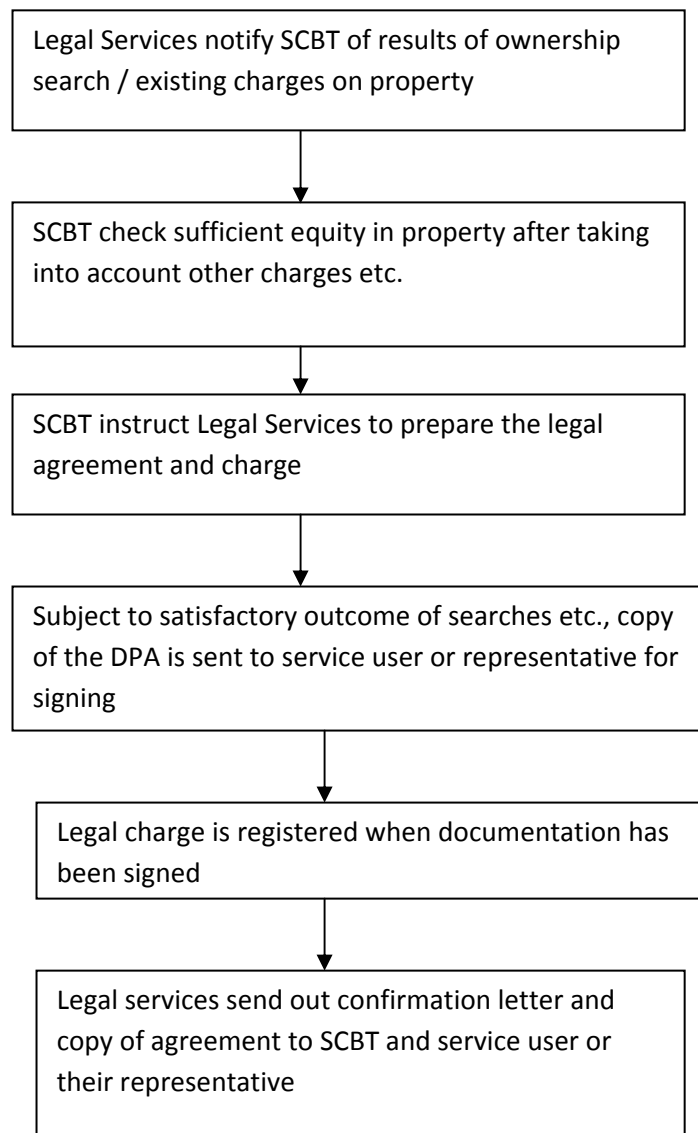 Legal Services notify SCBT of results of ownership
search / existing charges on property
SCBT check sufficient equity in property after taking
into account other charges etc.
SCBT instruct Legal Services to prepare the legal
agreement and charge
Subject to satisfactory outcome of searches etc., copy
of the DPA is sent to service user or representative for
signing
Legal charge is registered when documentation has
been signed
Legal services send out confirmation letter and
copy of agreement to SCBT and service user or
their representative